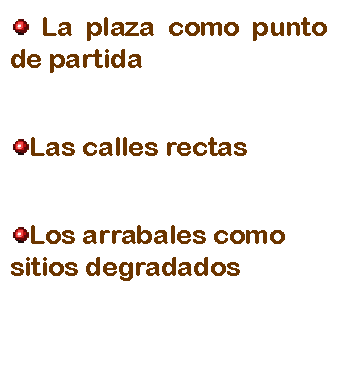 La plaza como punto
de partida
Las calles rectas
Los arrabales como
sitios degradados